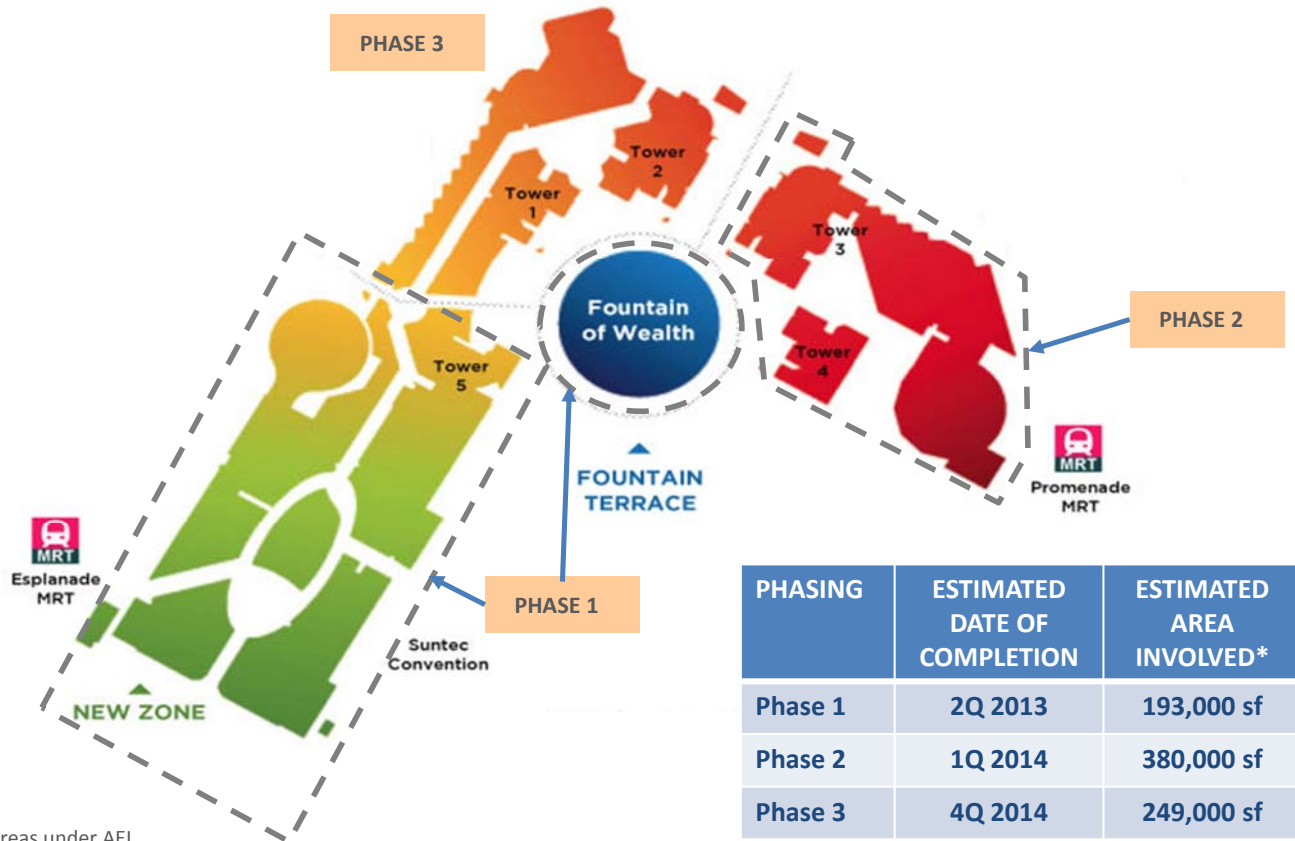 PHASE 3
Tower
2
Tower
1
Tower
3
Fountain
of Wealth
PHASE 2
Tower
4
Tower
5
FOUNTAIN
TERRACE
MRT
Promenade
MRT
MRT
Esplanade
MRT
PHASE 1
Suntec
Convention
NEW ZONE
PHASING ESTIMATED DATE OF COMPLETION ESTIMATED AREA INVOLVED*
Phase 1 2Q 2013 193,000 sf
Phase 2 1Q 2014 380,000 sf
Phase 3 4Q 2014 249,000 sf
under